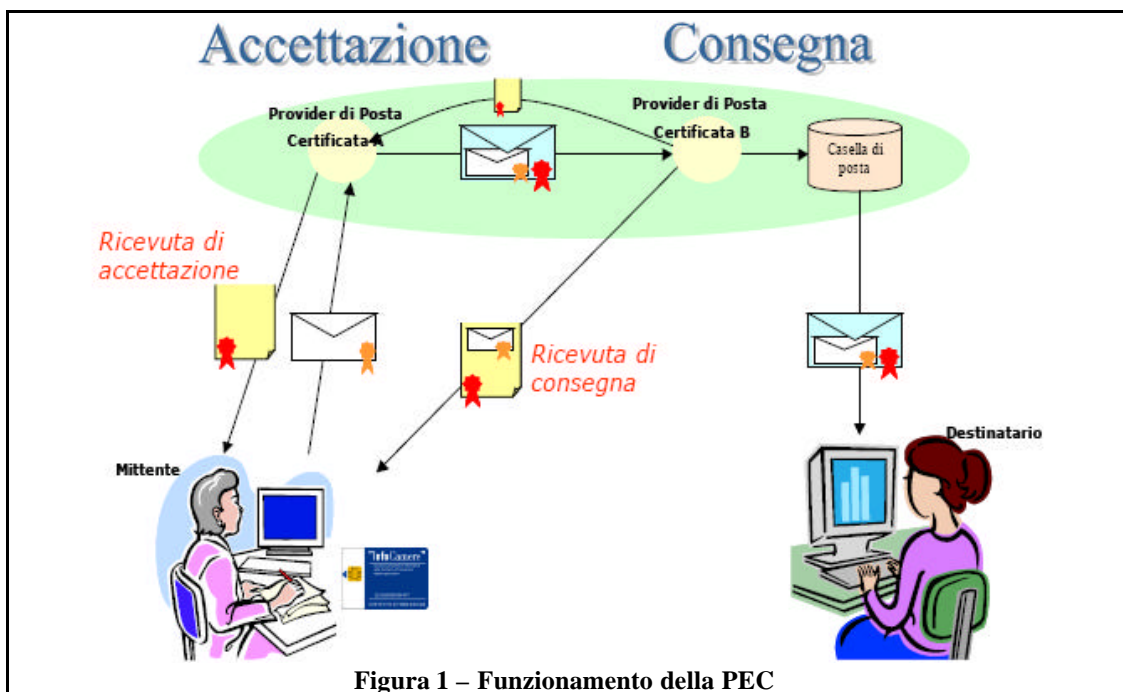 Accettazione
Consegna
Provider di Posta
Certificata A
Provider di Posta
Certificata B
Casella di
posta
Ricevuta di
accettazione
Ricevuta di
consegna
Mittente
Destinatario
"InfoCamere"
Figura 1 – Funzionamento della PEC